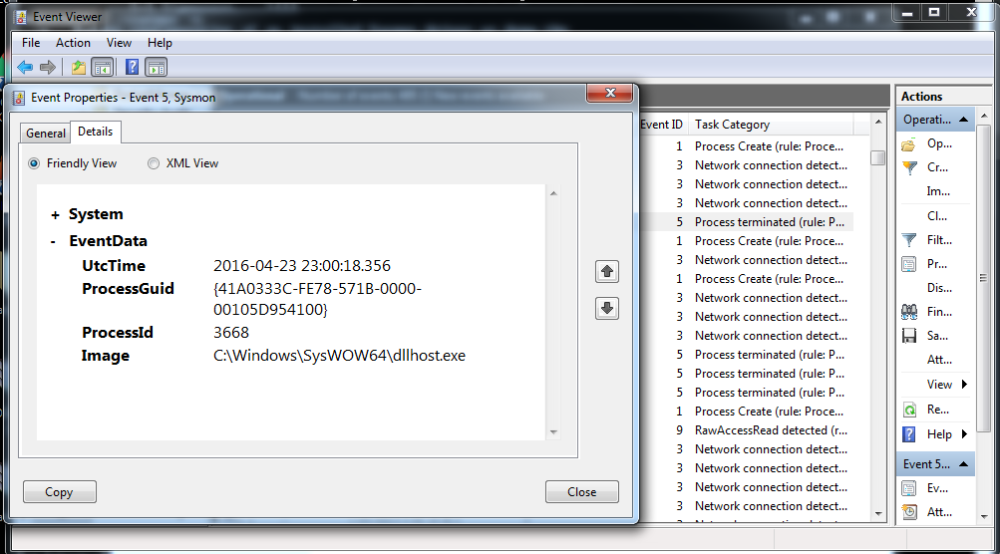 Event Viewer
File Action View Help
Event Properties - Event 5, Sysmon
General Details
Friendly View XML View
+ System
- EventData
UtcTime 2016-04-23 23:00:18.356
ProcessGuid {41A0333C-FE78-571B-0000-
00105D954100}
ProcessId 3668
Image C:\Windows\SysWOW64\dllhost.exe
Copy Close
Event ID Task Category
1 Process Create (rule: Proce...
3 Network connection detect...
3 Network connection detect...
3 Network connection detect...
5 Process terminated (rule: P...
1 Process Create (rule: Proce...
3 Network connection detect...
1 Process Create (rule: Proce...
3 Network connection detect...
3 Network connection detect...
3 Network connection detect...
5 Process terminated (rule: P...
5 Process terminated (rule: P...
5 Process terminated (rule: P...
1 Process Create (rule: Proce...
9 RawAccessRead detected (r...
3 Network connection detect...
3 Network connection detect...
3 Network connection detect...
3 Network connection detect...
3 Network connection detect...
Actions
Operati...
Op...
Cr...
Im...
Cl...
Filt...
Pr...
Dis...
Fin...
Sa...
Att...
View
Re...
Help
Event 5...
Ev...
Att...